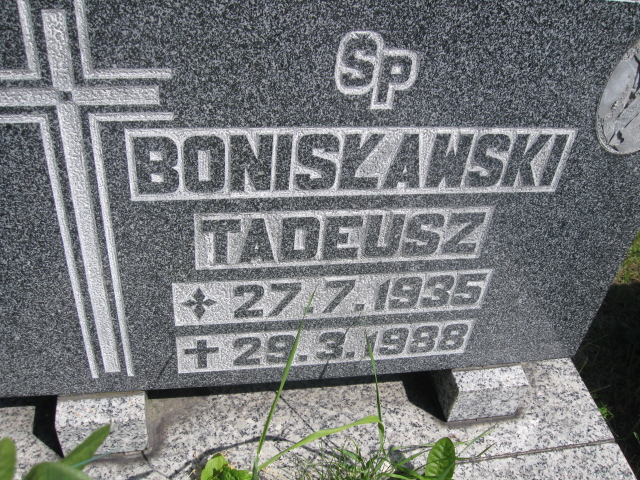 SP
BONISŁAWSKI
TADEUSZ
27.7.1935
29.3.1988